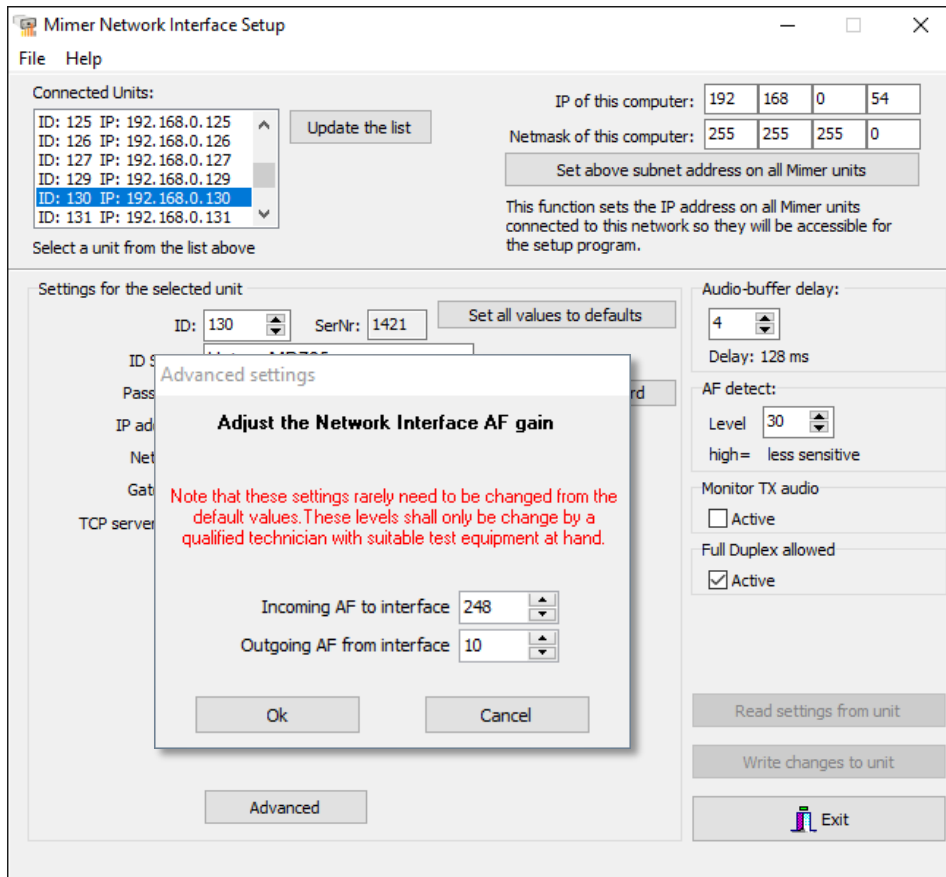 Mimer Network Interface Setup
File Help
Connected Units:
ID: 125 IP: 192.168.0.125
ID: 126 IP: 192.168.0.126
ID: 127 IP: 192.168.0.127
ID: 129 IP: 192.168.0.129
ID: 130 IP: 192.168.0.130
ID: 131 IP: 192.168.0.131
Update the list
Select a unit from the list above
IP of this computer: 192 168 0 54
Netmask of this computer: 255 255 255 0
Set above subnet address on all Mimer units
This function sets the IP address on all Mimer units
connected to this network so they will be accessible for
the setup program.
Settings for the selected unit
ID: 130 SerNr: 1421 Set all values to defaults
ID S
Pass rd
IP ad
Net
Gat
TCP server
Advanced settings
Adjust the Network Interface AF gain
Note that these settings rarely need to be changed from the
default values.These levels shall only be change by a
qualified technician with suitable test equipment at hand.
Incoming AF to interface 248
Outgoing AF from interface 10
Ok Cancel
Advanced
Audio-buffer delay:
4
Delay: 128 ms
AF detect:
Level 30
high= less sensitive
Monitor TX audio
Active
Full Duplex allowed
Active
Read settings from unit
Write changes to unit
Exit